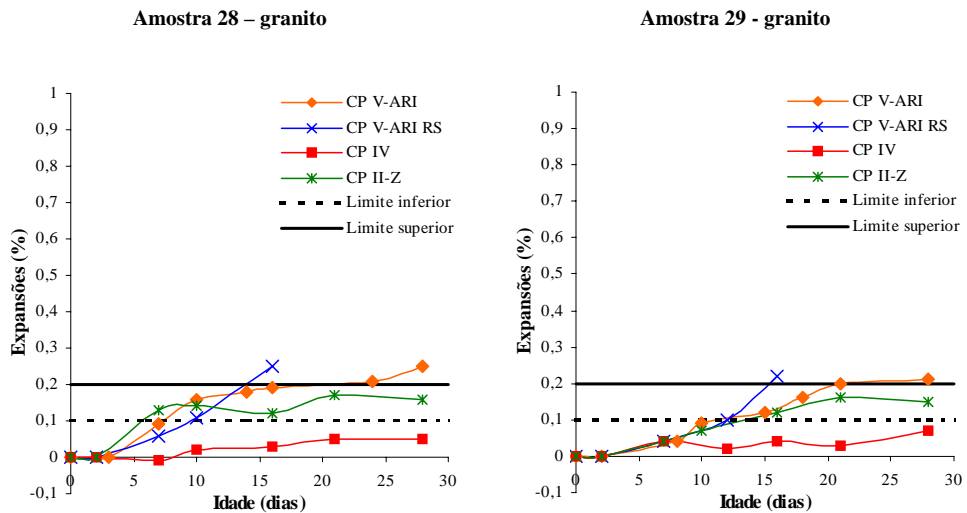 Amostra 28 – granito
1
0,9
0,8
0,7
0,6
0,5
0,4
0,3
0,2
0,1
0
-0,1
Expansões (%)
0 5 10 15 20 25 30
Idade (dias)
CP V-ARI
CP V-ARI RS
CP IV
CP II-Z
Limite inferior
Limite superior
Amostra 29 - granito
1
0,9
0,8
0,7
0,6
0,5
0,4
0,3
0,2
0,1
0
-0,1
Expansões (%)
0 5 10 15 20 25 30
Idade (dias)
CP V-ARI
CP V-ARI RS
CP IV
CP II-Z
Limite inferior
Limite superior